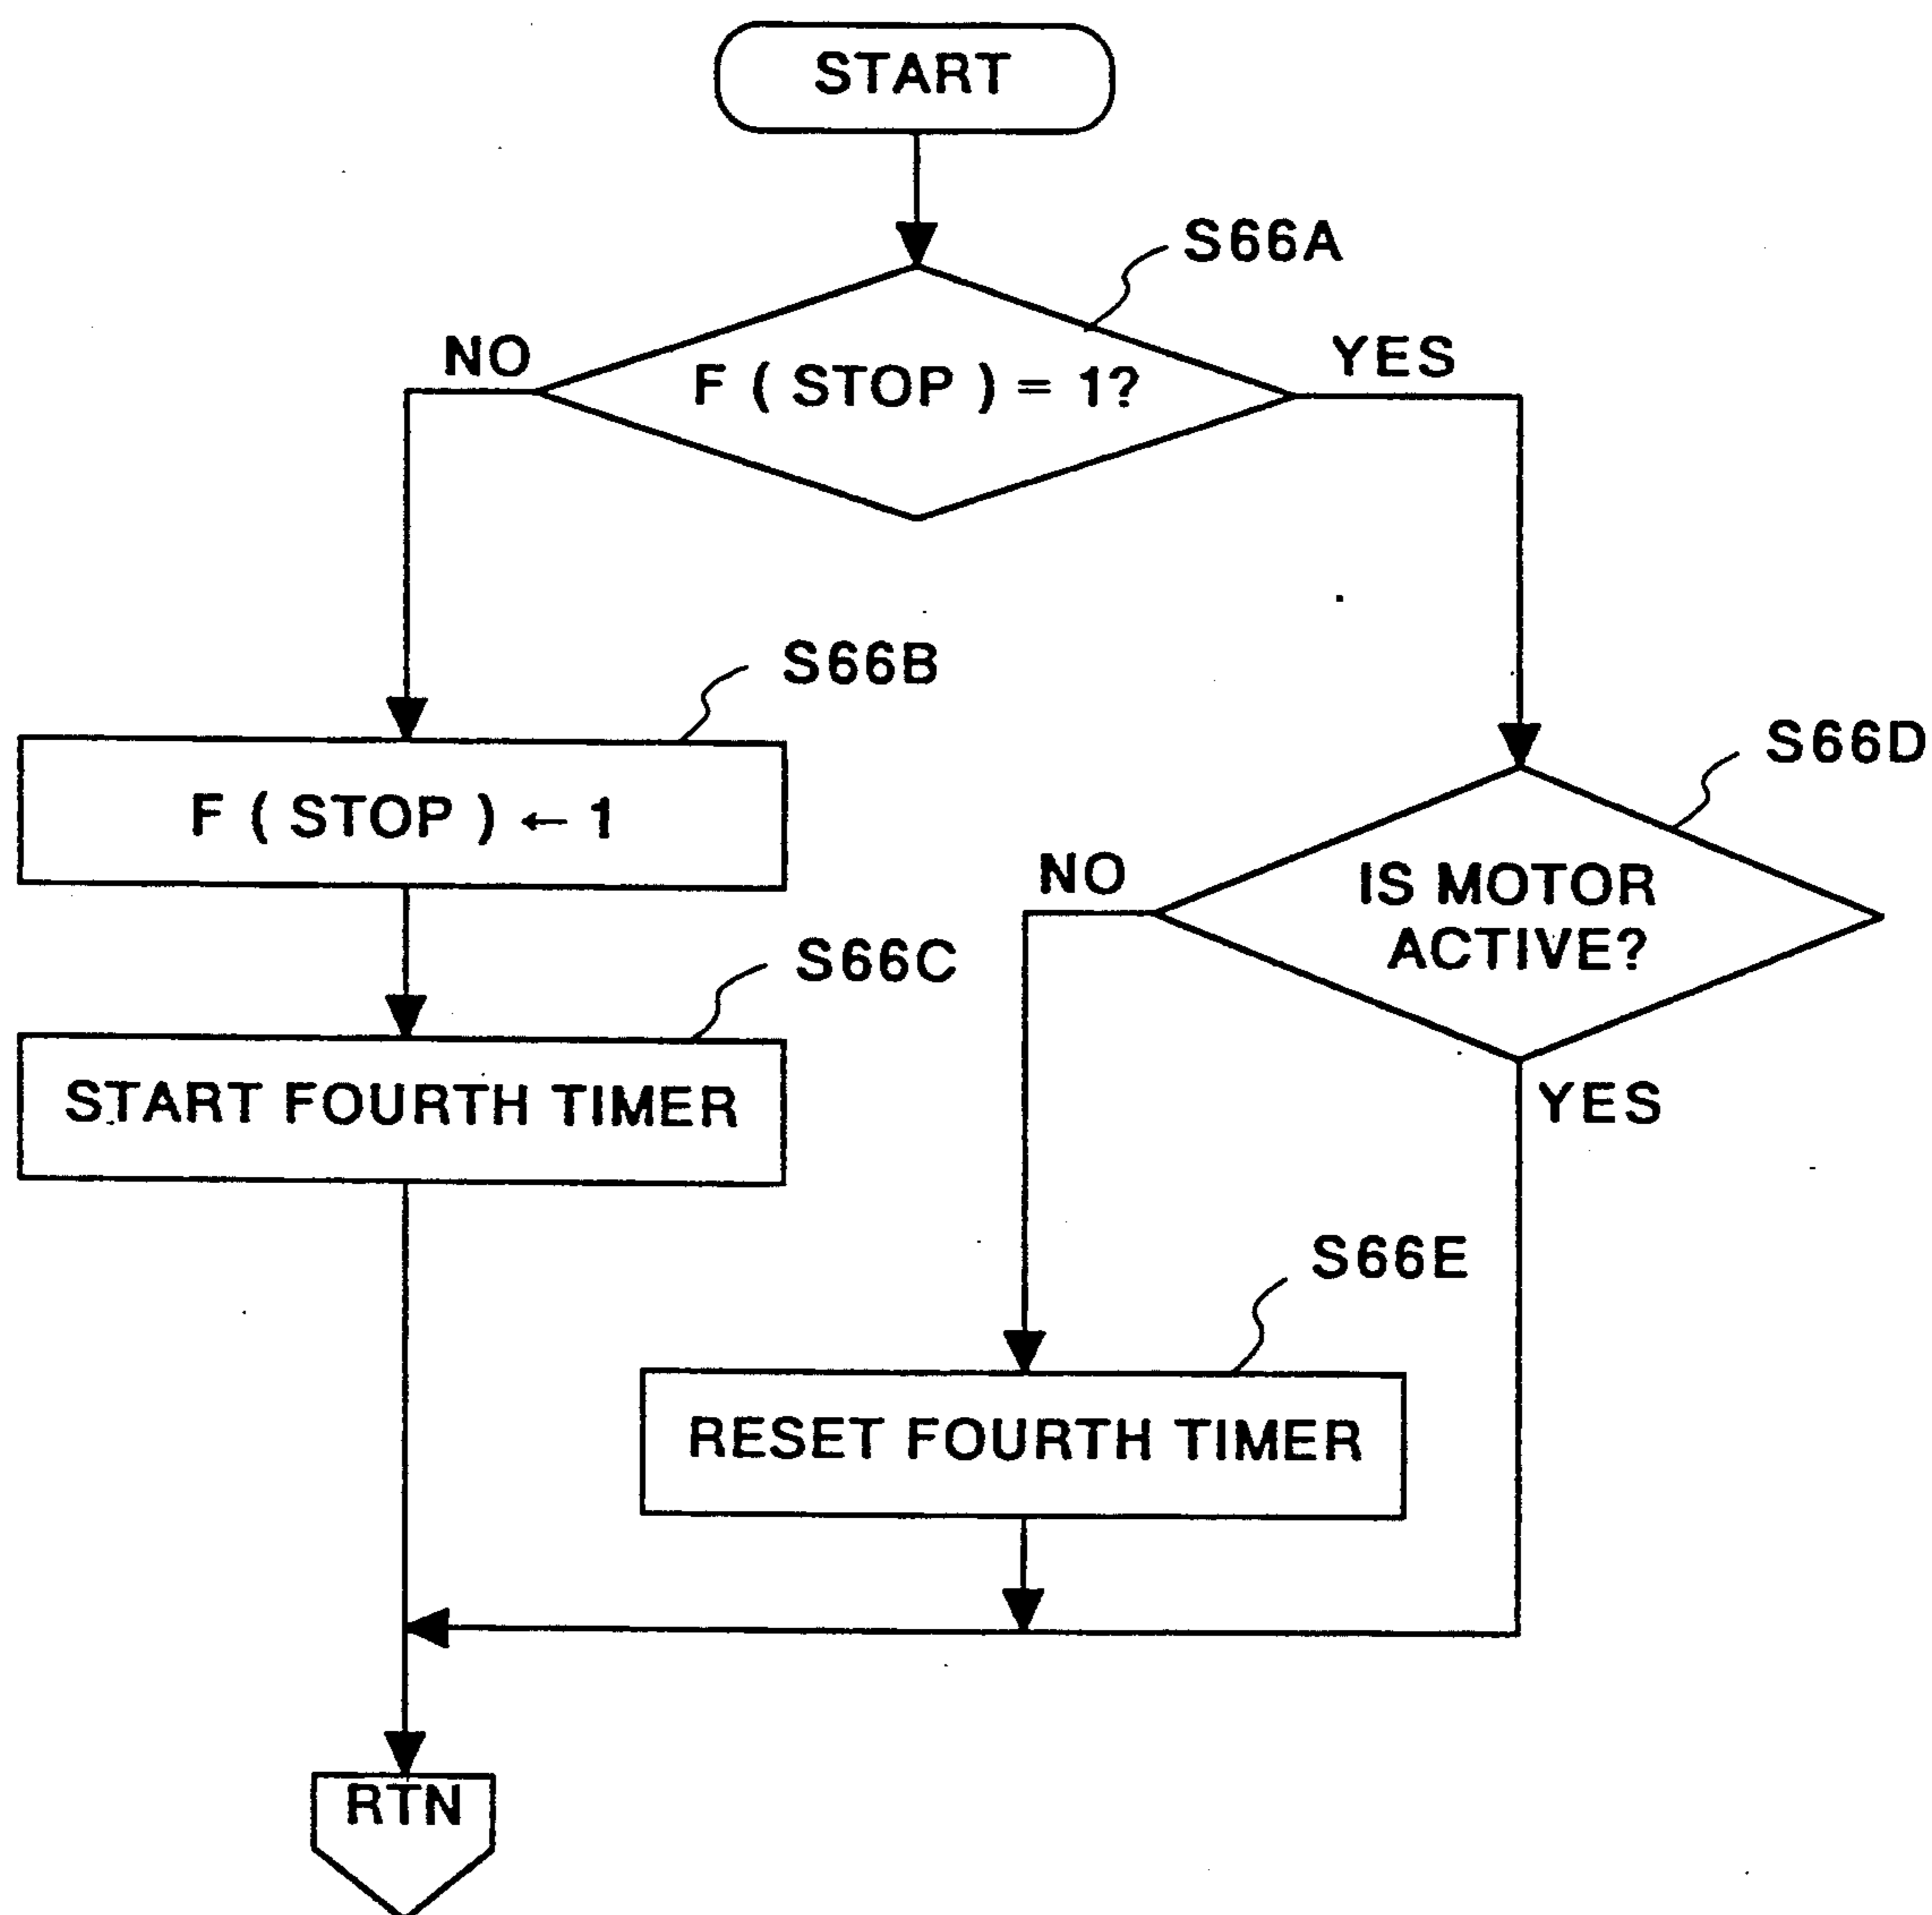 START
S66A
NO
F ( STOP ) = 1?
YES
S66B
F ( STOP ) ← 1
S66D
NO
IS MOTOR
ACTIVE?
S66C
START FOURTH TIMER
YES
S66E
RESET FOURTH TIMER
RTN